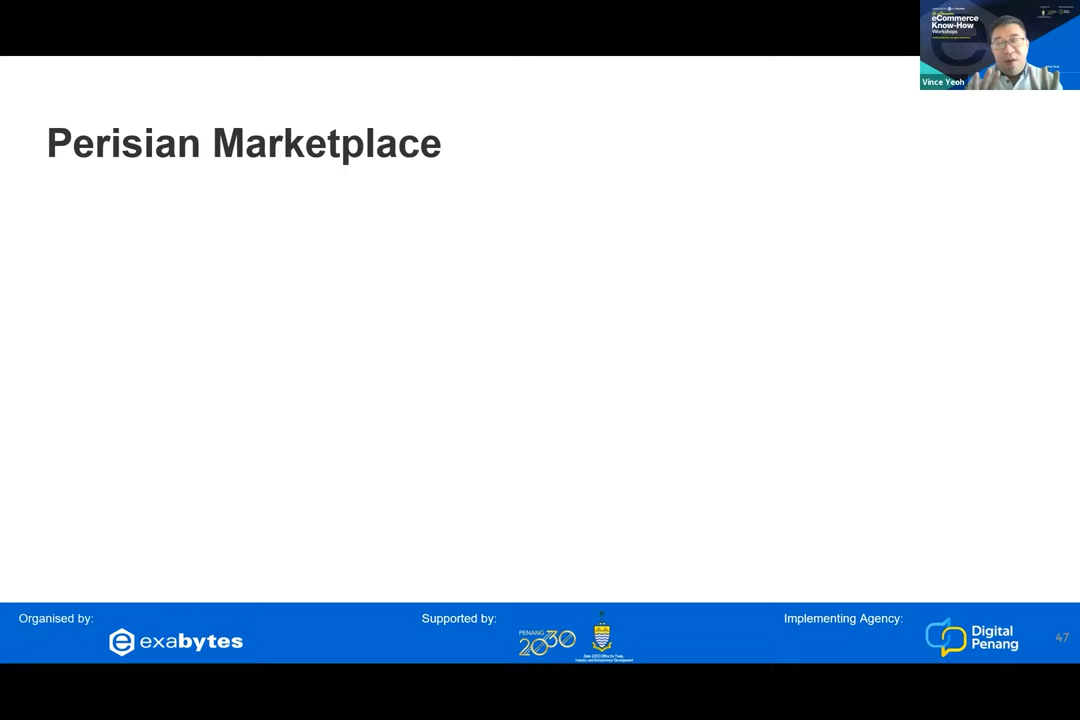 eCommerce
Know-How
Workshops
Vince Yeoh
Perisian Marketplace
Organised by:
exabytes
Supported by:
PENANG
2030
Implementing Agency:
Digital
Penang
47